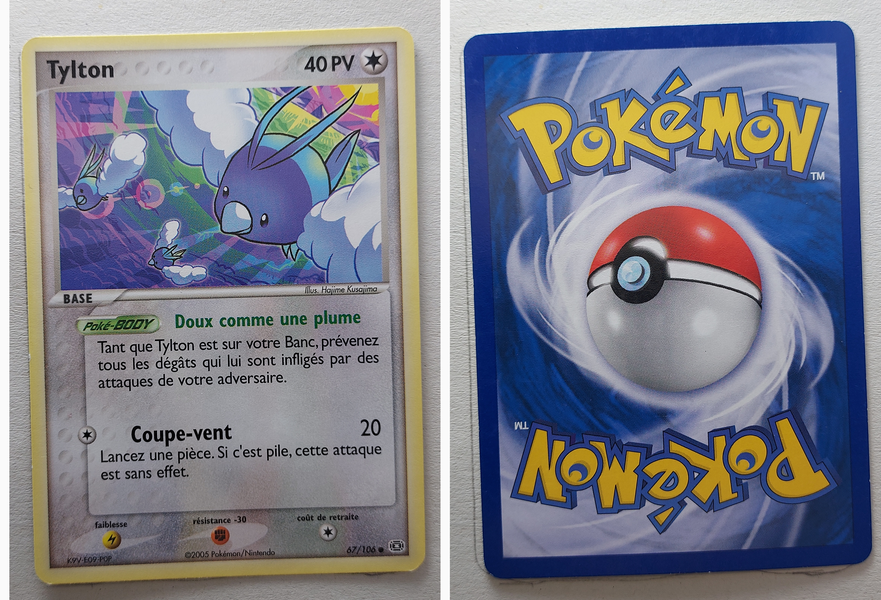 Tylton
40 PV
BASE
Illus. Hajime Kusajima
Poké-BODY Doux comme une plume
Tant que Tylton est sur votre Banc, prévenez
tous les dégâts qui lui sont infligés par des
attaques de votre adversaire.
Coupe-vent 20
Lancez une pièce. Si c'est pile, cette attaque
est sans effet.
faiblesse
résistance -30
coût de retraite
©2005 Pokémon/Nintendo
67/106
POKéMON
TM
POKéMON
TM